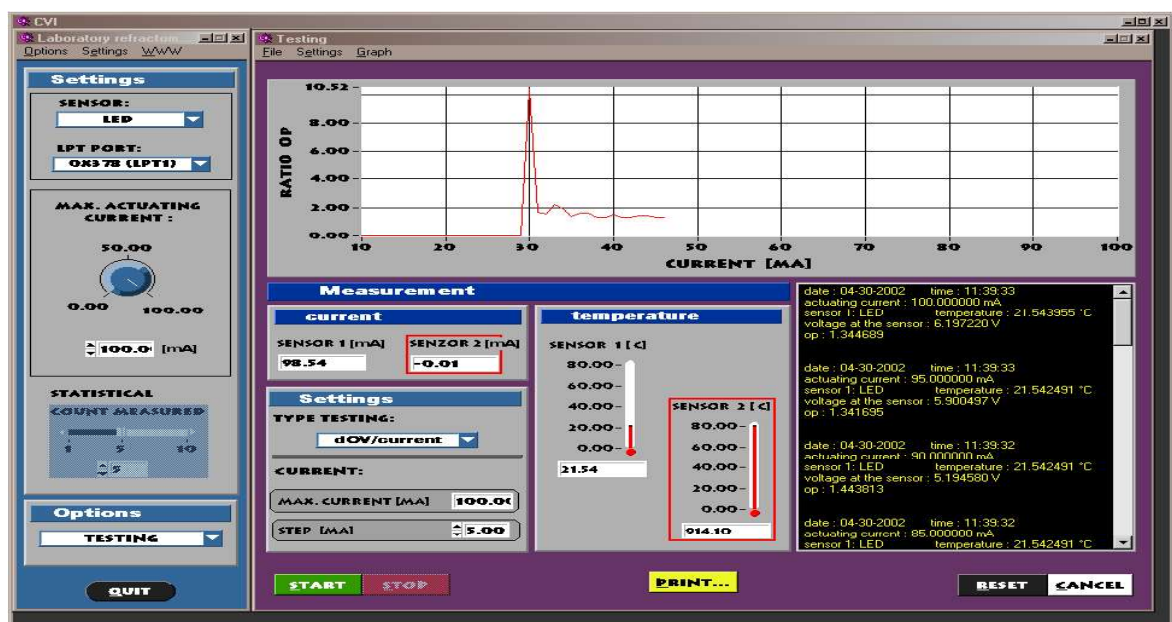 CVI
Laboratory refractom
Options Settings WWW
Settings
SENSOR:
LED
LPT PORT:
0X378 (LPT1)
MAX. ACTUATING
CURRENT :
50.00
0.00 100.00
100.0 [mA]
STATISTICAL
COUNT MEASURED
1 5 10
5
Options
TESTING
QUIT
Testing
File Settings Graph
RATIO OP
10.52
8.00
6.00
4.00
2.00
0.00
10 20 30 40 50 60 70 80 90 100
CURRENT [MA]
Measurement
current
SENSOR 1 [mA] SENZOR 2 [mA]
98.54 -0.01
Settings
TYPE TESTING:
dOV/current
CURRENT:
MAX. CURRENT [MA] 100.00
STEP [MA] 5.00
temperature
SENSOR 1 [C]
80.00
60.00
40.00
20.00
0.00
21.54
SENSOR 2 [C]
80.00
60.00
40.00
20.00
0.00
914.10
date : 04-30-2002 time : 11:39:33
actuating current : 100.000000 mA
sensor 1: LED temperature : 21.543955 °C
voltage at the sensor : 6.197220 V
op : 1.344689
date : 04-30-2002 time : 11:39:33
actuating current : 95.000000 mA
sensor 1: LED temperature : 21.542491 °C
voltage at the sensor : 5.900497 V
op : 1.341695
date : 04-30-2002 time : 11:39:32
actuating current : 90.000000 mA
sensor 1: LED temperature : 21.542491 °C
voltage at the sensor : 5.194580 V
op : 1.443813
date : 04-30-2002 time : 11:39:32
actuating current : 85.000000 mA
sensor 1: LED temperature : 21.542491 °C
START STOP PRINT... RESET CANCEL